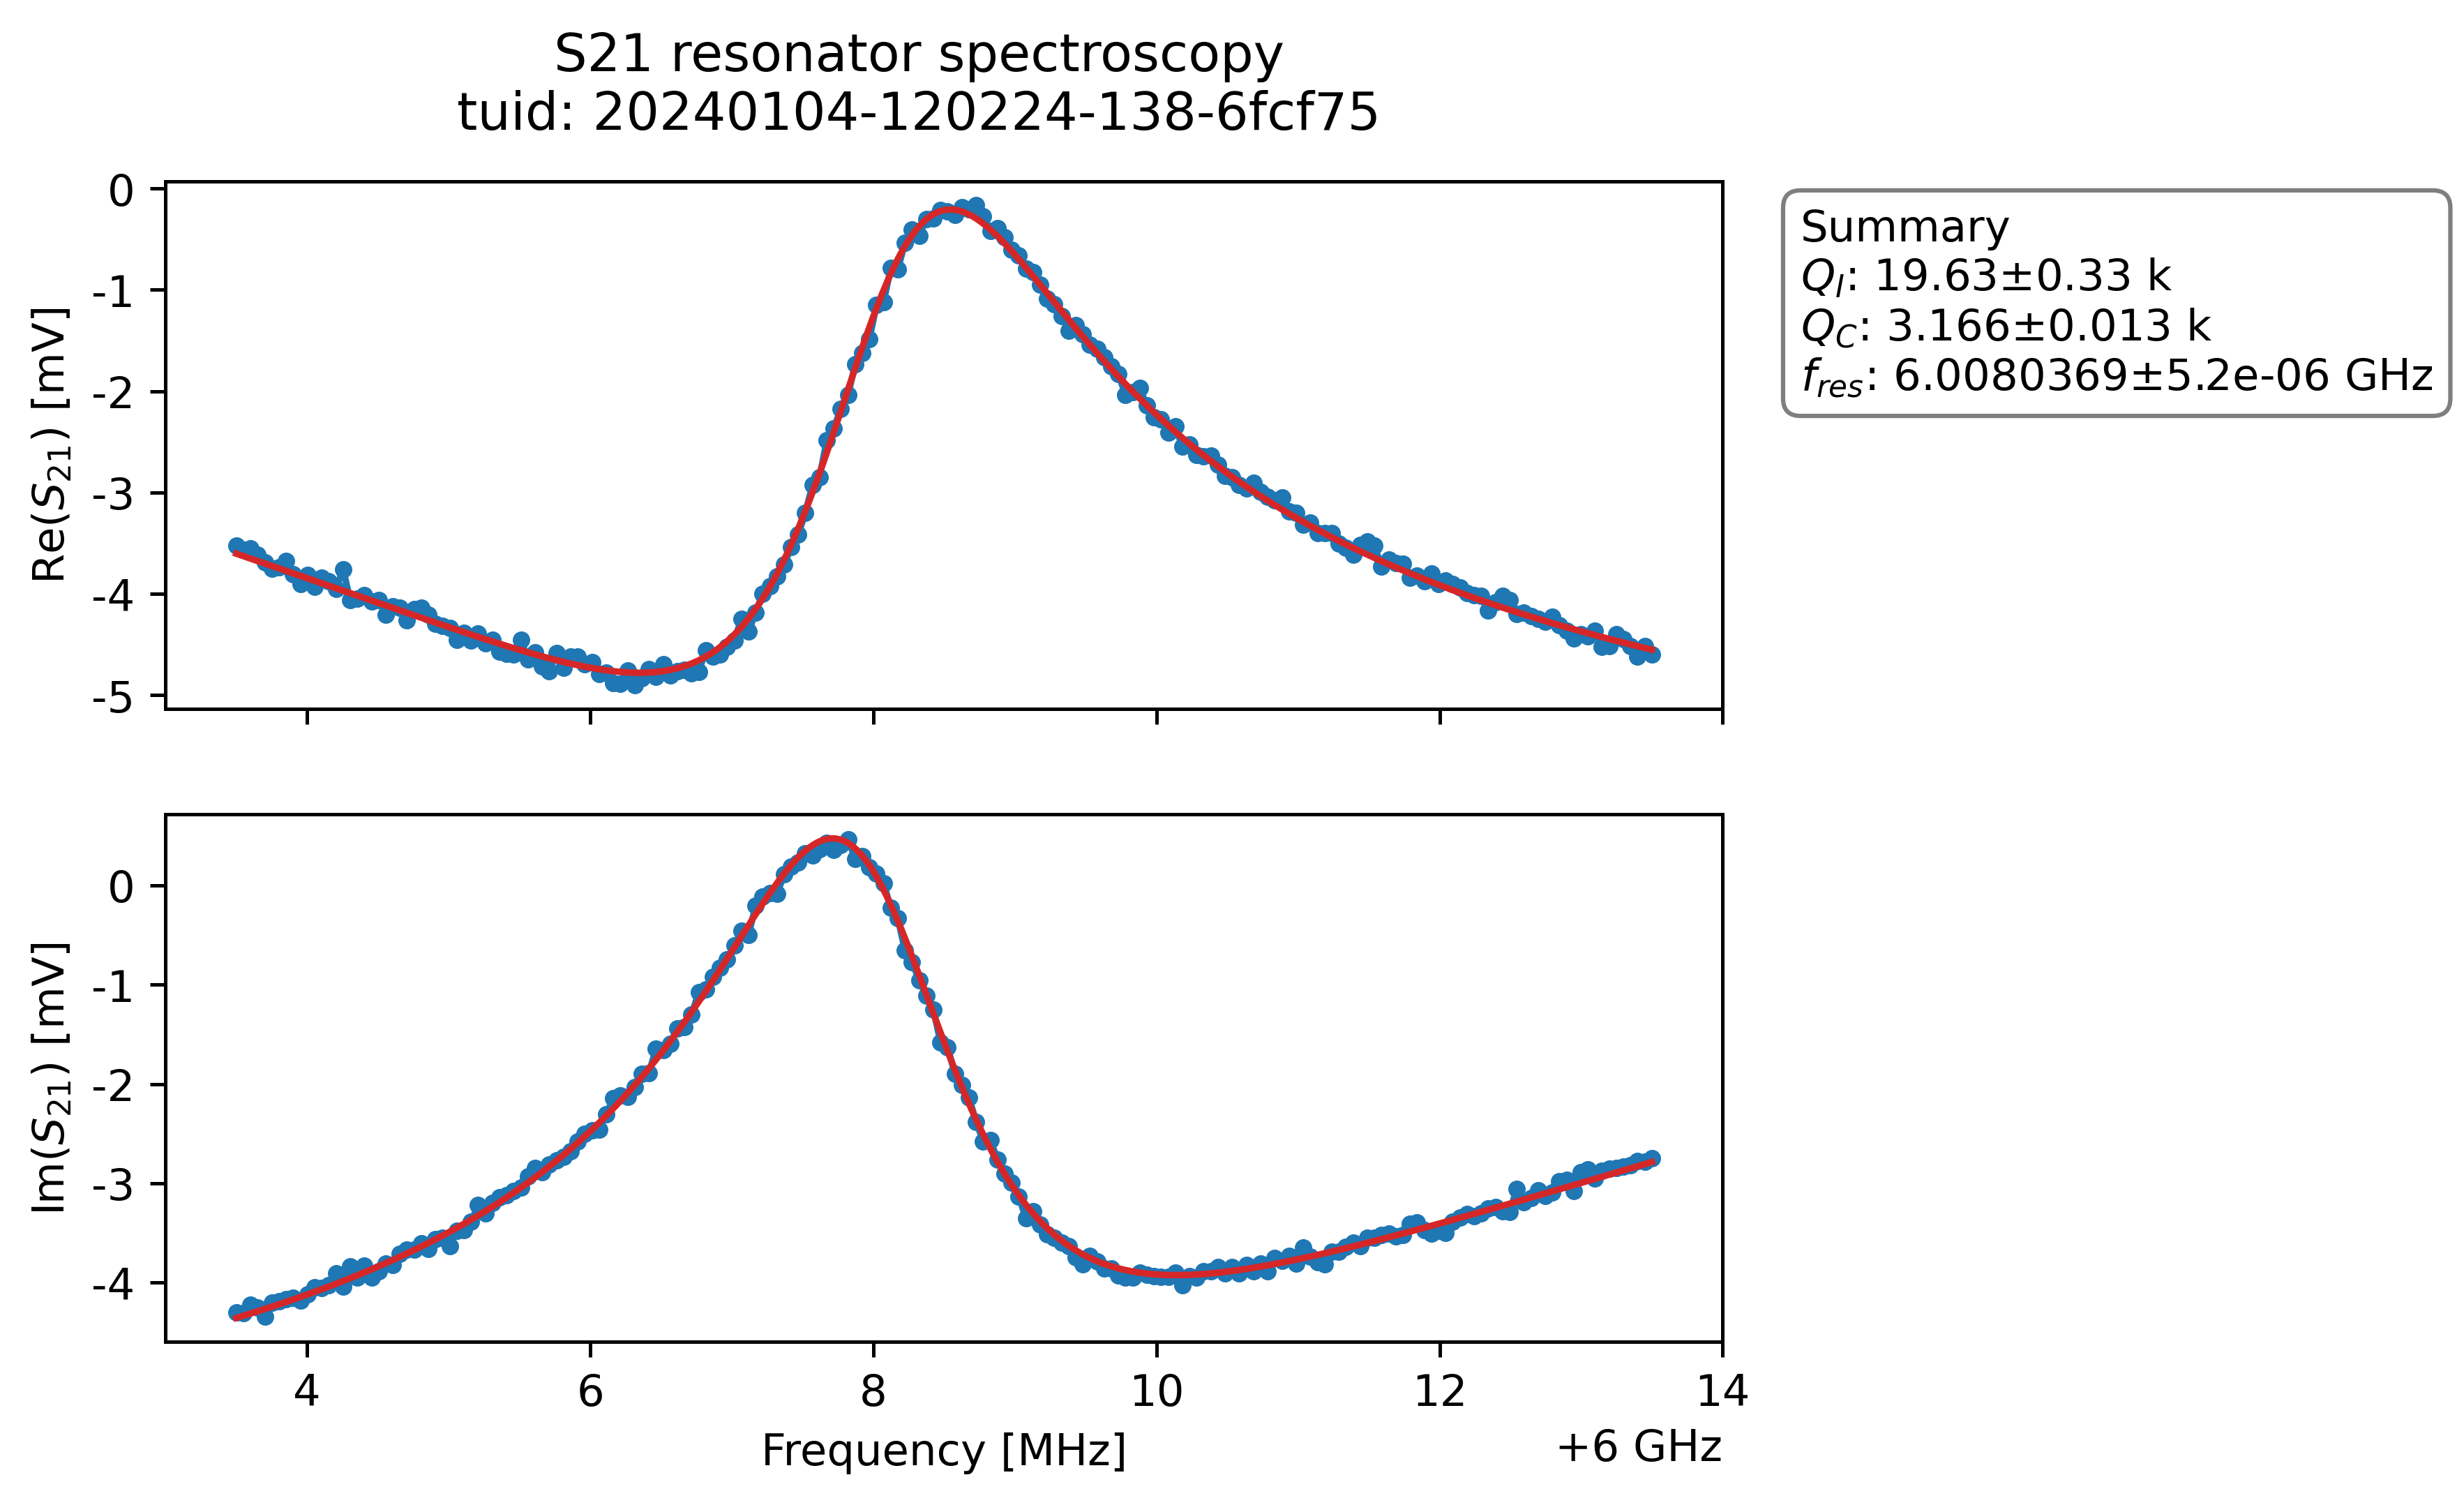 S21 resonator spectroscopy
tuid: 20240104-120224-138-6fcf75
Re(S21) [mV]
0
-1
-2
-3
-4
-5
Summary
QI: 19.63±0.33 k
QC: 3.166±0.013 k
fres: 6.0080369±5.2e-06 GHz
Im(S21) [mV]
0
-1
-2
-3
-4
4 6 8 10 12 14
Frequency [MHz]
+6 GHz